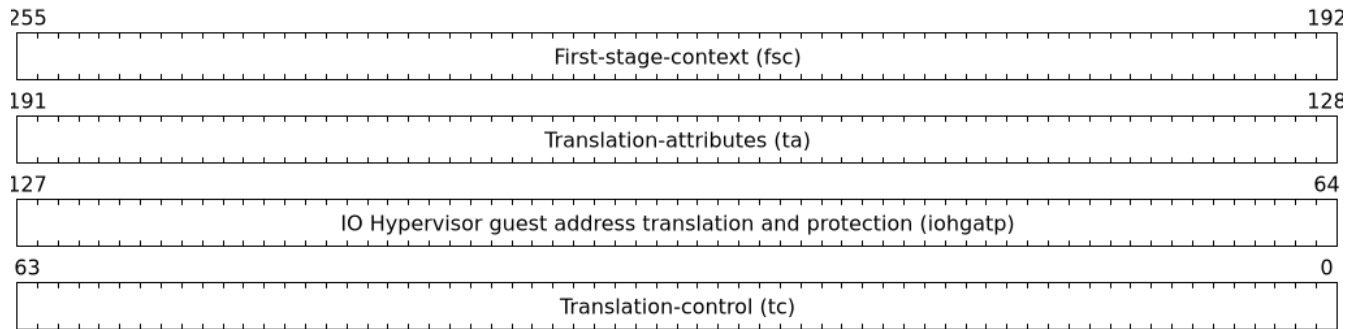 255 192
First-stage-context (fsc)
191 128
Translation-attributes (ta)
127 64
IO Hypervisor guest address translation and protection (iohgatp)
63 0
Translation-control (tc)